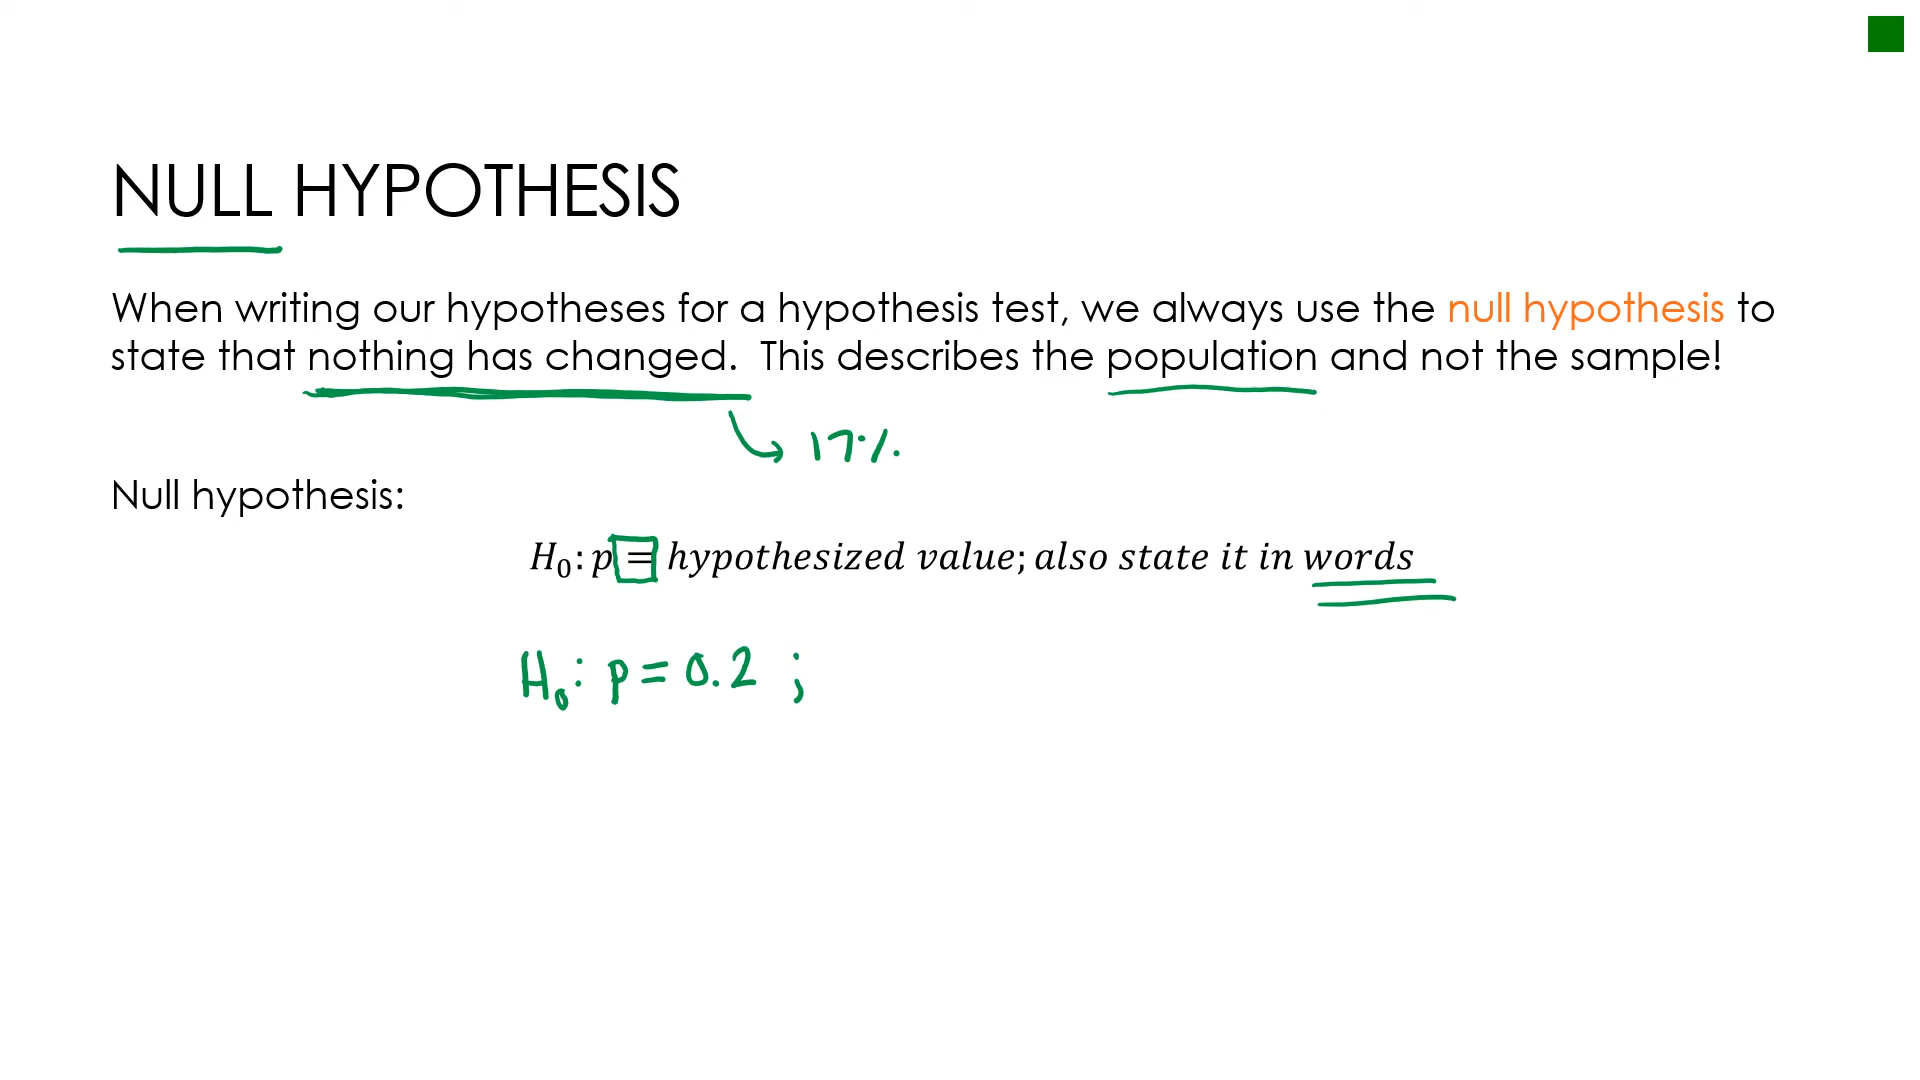 NULL HYPOTHESIS
When writing our hypotheses for a hypothesis test, we always use the null hypothesis to
state that nothing has changed. This describes the population and not the sample!
17%
Null hypothesis:
H₀: p = hypothesized value; also state it in words
H₀: p = 0.2 ;